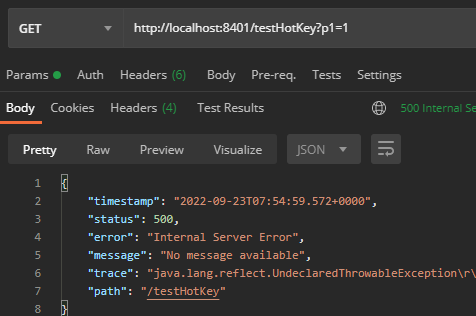 GET http://localhost:8401/testHotKey?p1=1
Params Auth Headers (6) Body Pre-req. Tests Settings
Body Cookies Headers (4) Test Results 500 Internal Se
Pretty Raw Preview Visualize JSON
1 {
2 "timestamp": "2022-09-23T07:54:59.572+0000",
3 "status": 500,
4 "error": "Internal Server Error",
5 "message": "No message available",
6 "trace": "java.lang.reflect.UndeclaredThrowableException\r\
7 "path": "/testHotKey"
8 }